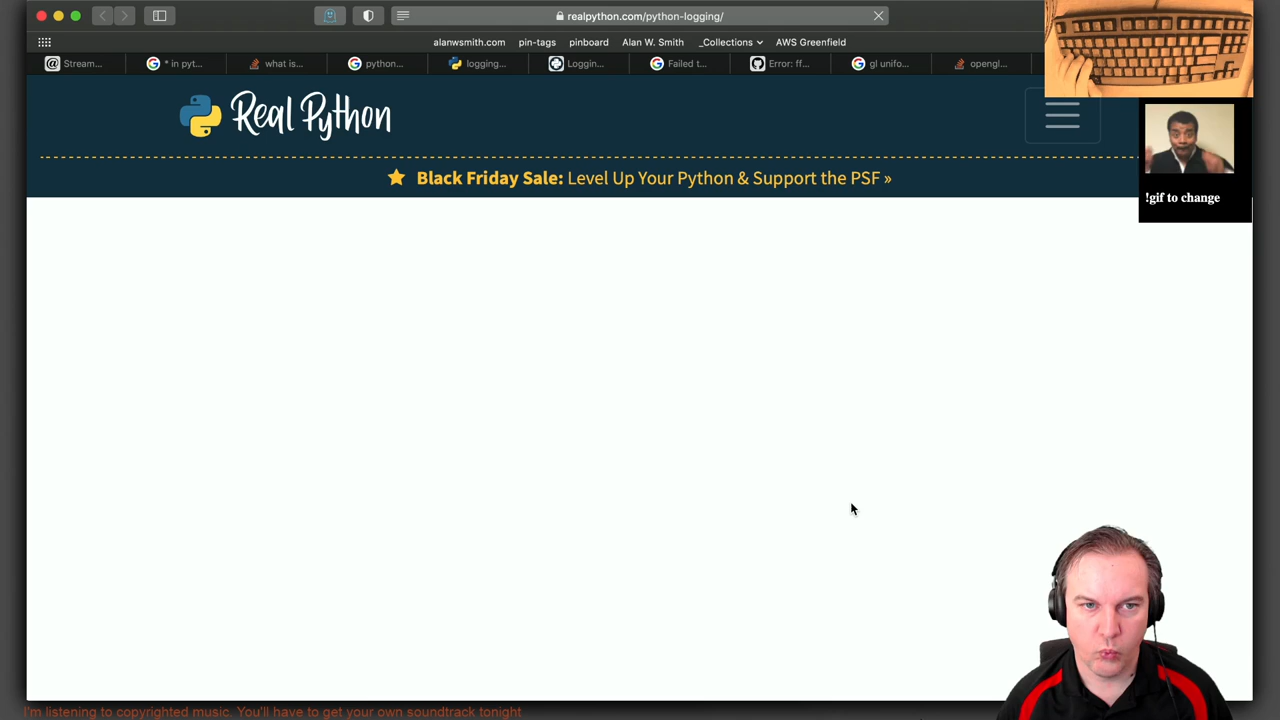 realpython.com/python-logging/
alanwsmith.com pin-tags pinboard Alan W. Smith _Collections AWS Greenfield
Stream... * in pyt... what is... python... logging... Loggin... Failed t... Error: ff... gl unifo... opengl...
Real Python
Black Friday Sale: Level Up Your Python & Support the PSF »
!gif to change
I'm listening to copyrighted music. You'll have to get your own soundtrack tonight